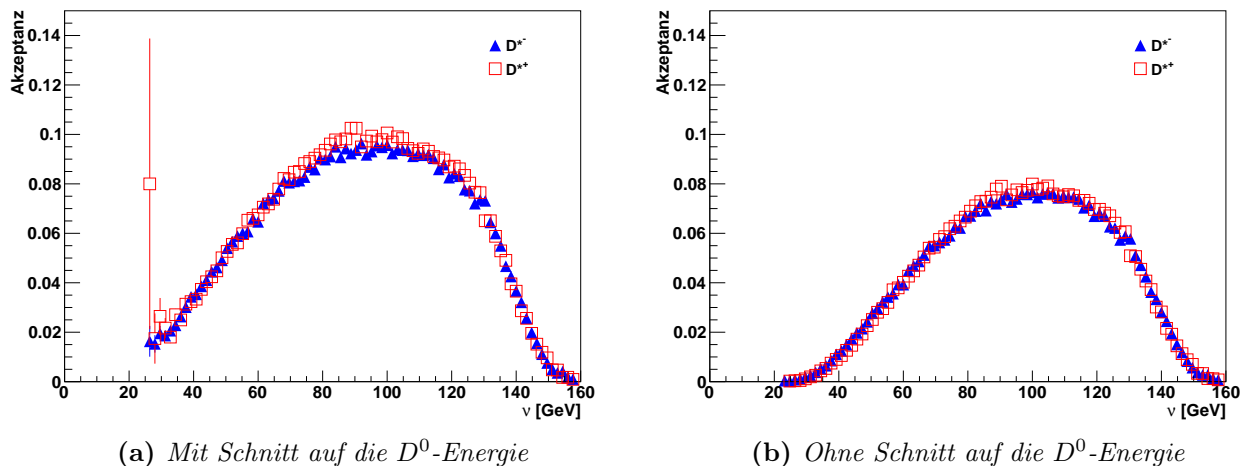 Akzeptanz
0.14
0.12
0.1
0.08
0.06
0.04
0.02
0
D*-
D*+
0 20 40 60 80 100 120 140 160
ν [GeV]
(a) Mit Schnitt auf die D⁰-Energie
Akzeptanz
0.14
0.12
0.1
0.08
0.06
0.04
0.02
0
D*-
D*+
0 20 40 60 80 100 120 140 160
ν [GeV]
(b) Ohne Schnitt auf die D⁰-Energie